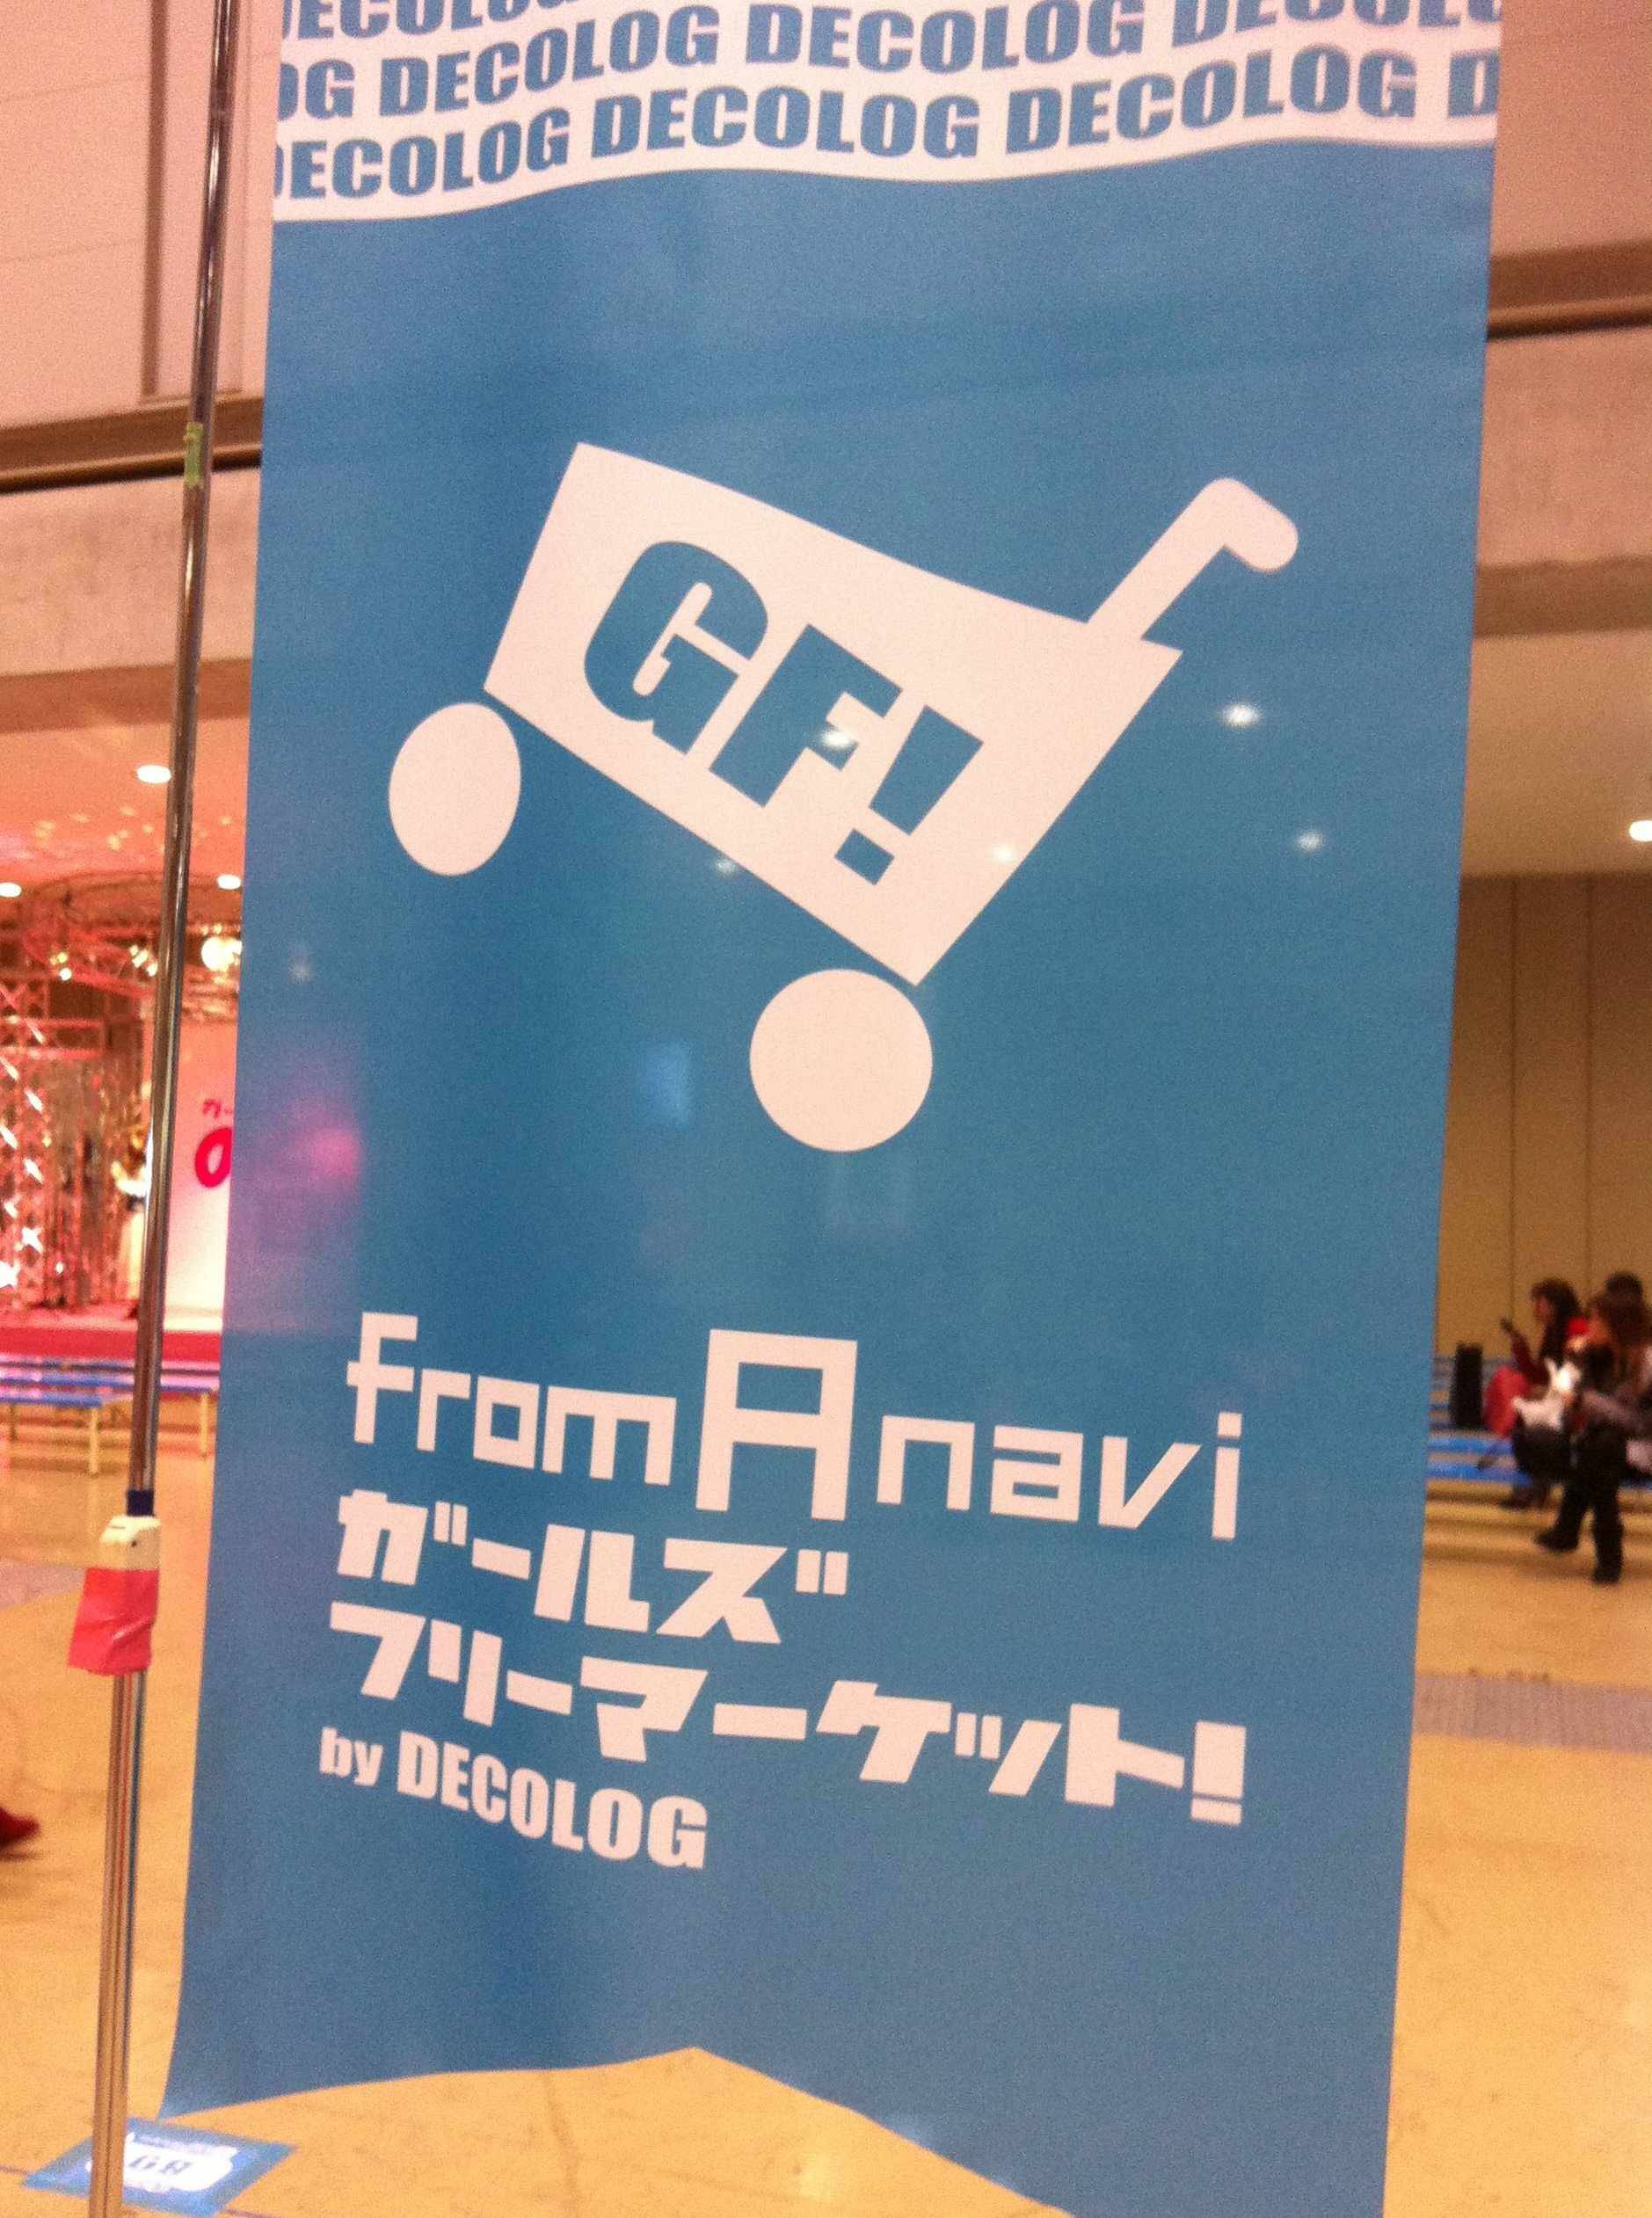 DECOLOG
DECOLOG DECOLOG
DECOLOG DECOLOG DECOLOG
GF!
from A navi
ガールズ
フリーマーケット!
by DECOLOG